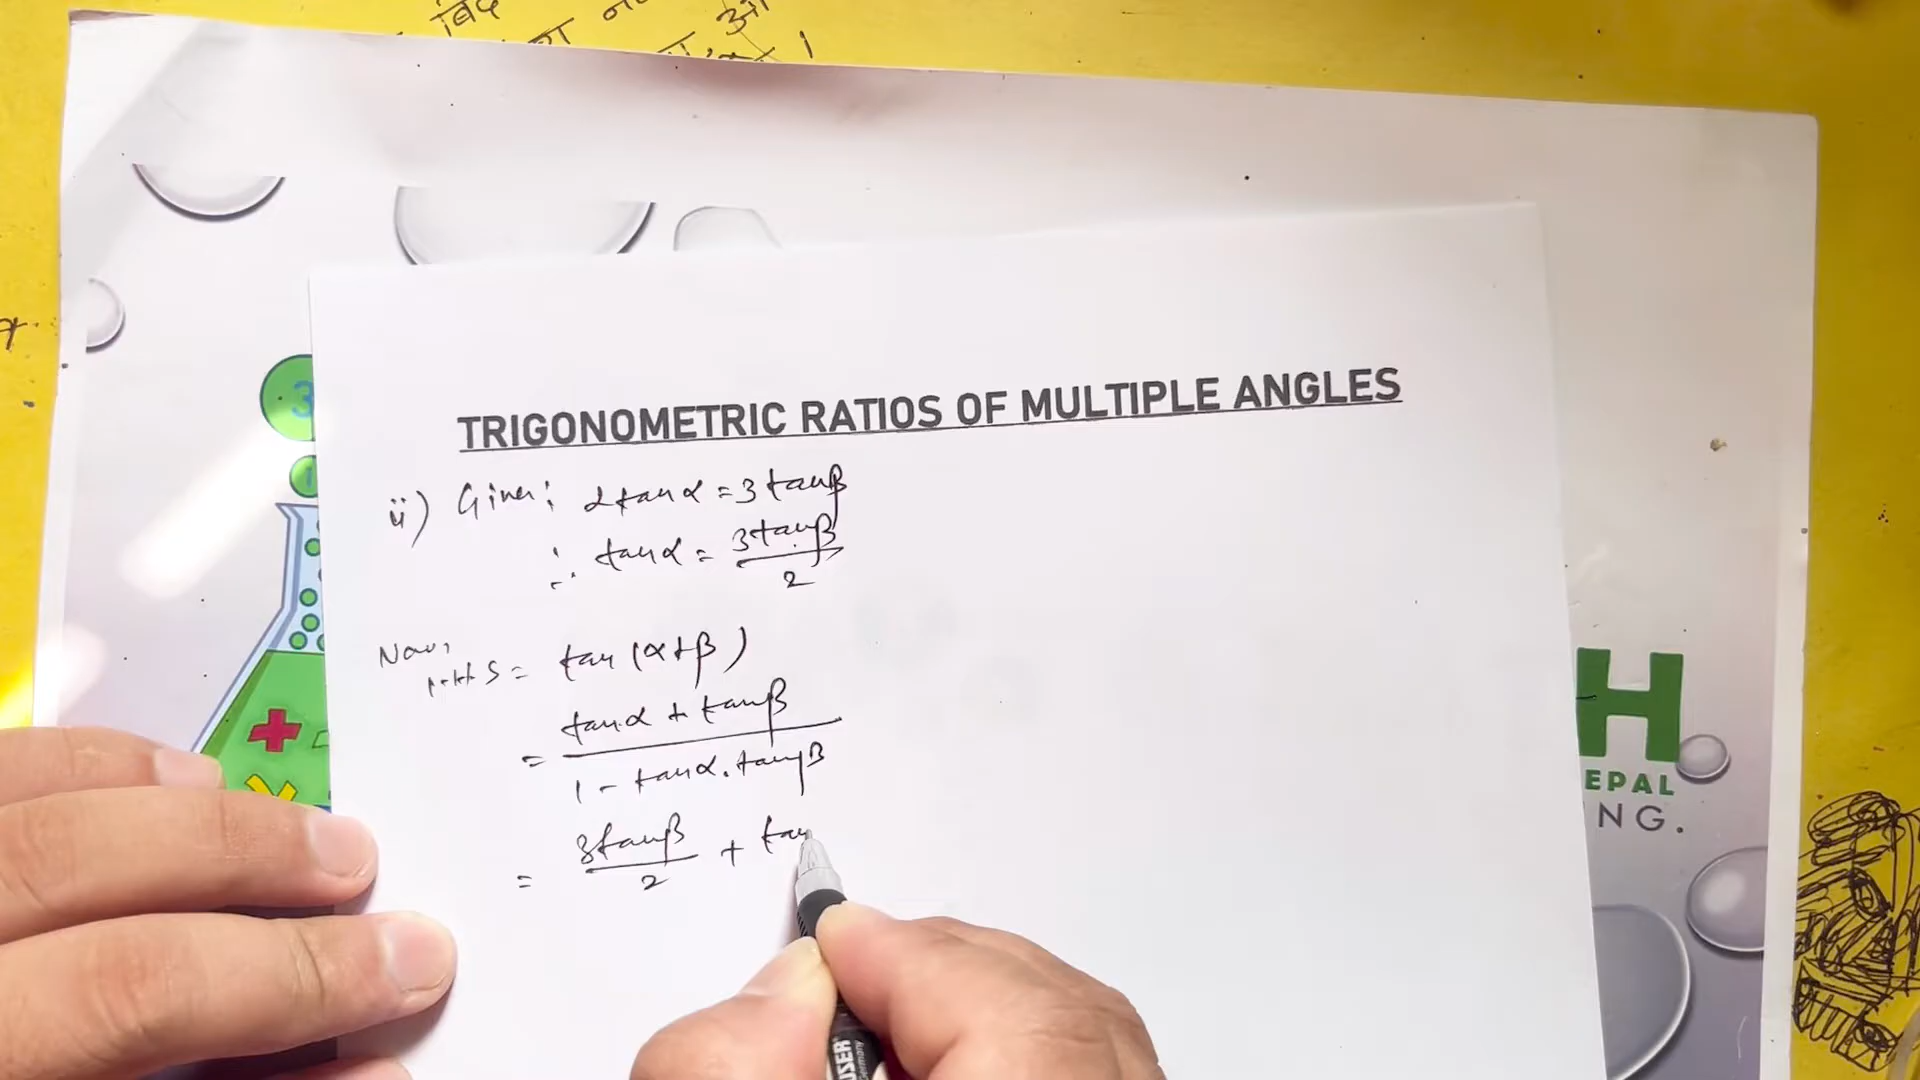 TRIGONOMETRIC RATIOS OF MULTIPLE ANGLES
ii) Given: 2tanα = 3tanβ
∴ tanα = 3tanβ/2
Now,
= tan(α+β)
= (tanα + tanβ)/(1 - tanα.tanβ)
= 3tanβ/2 + tan
3
H
EPAL
NG.